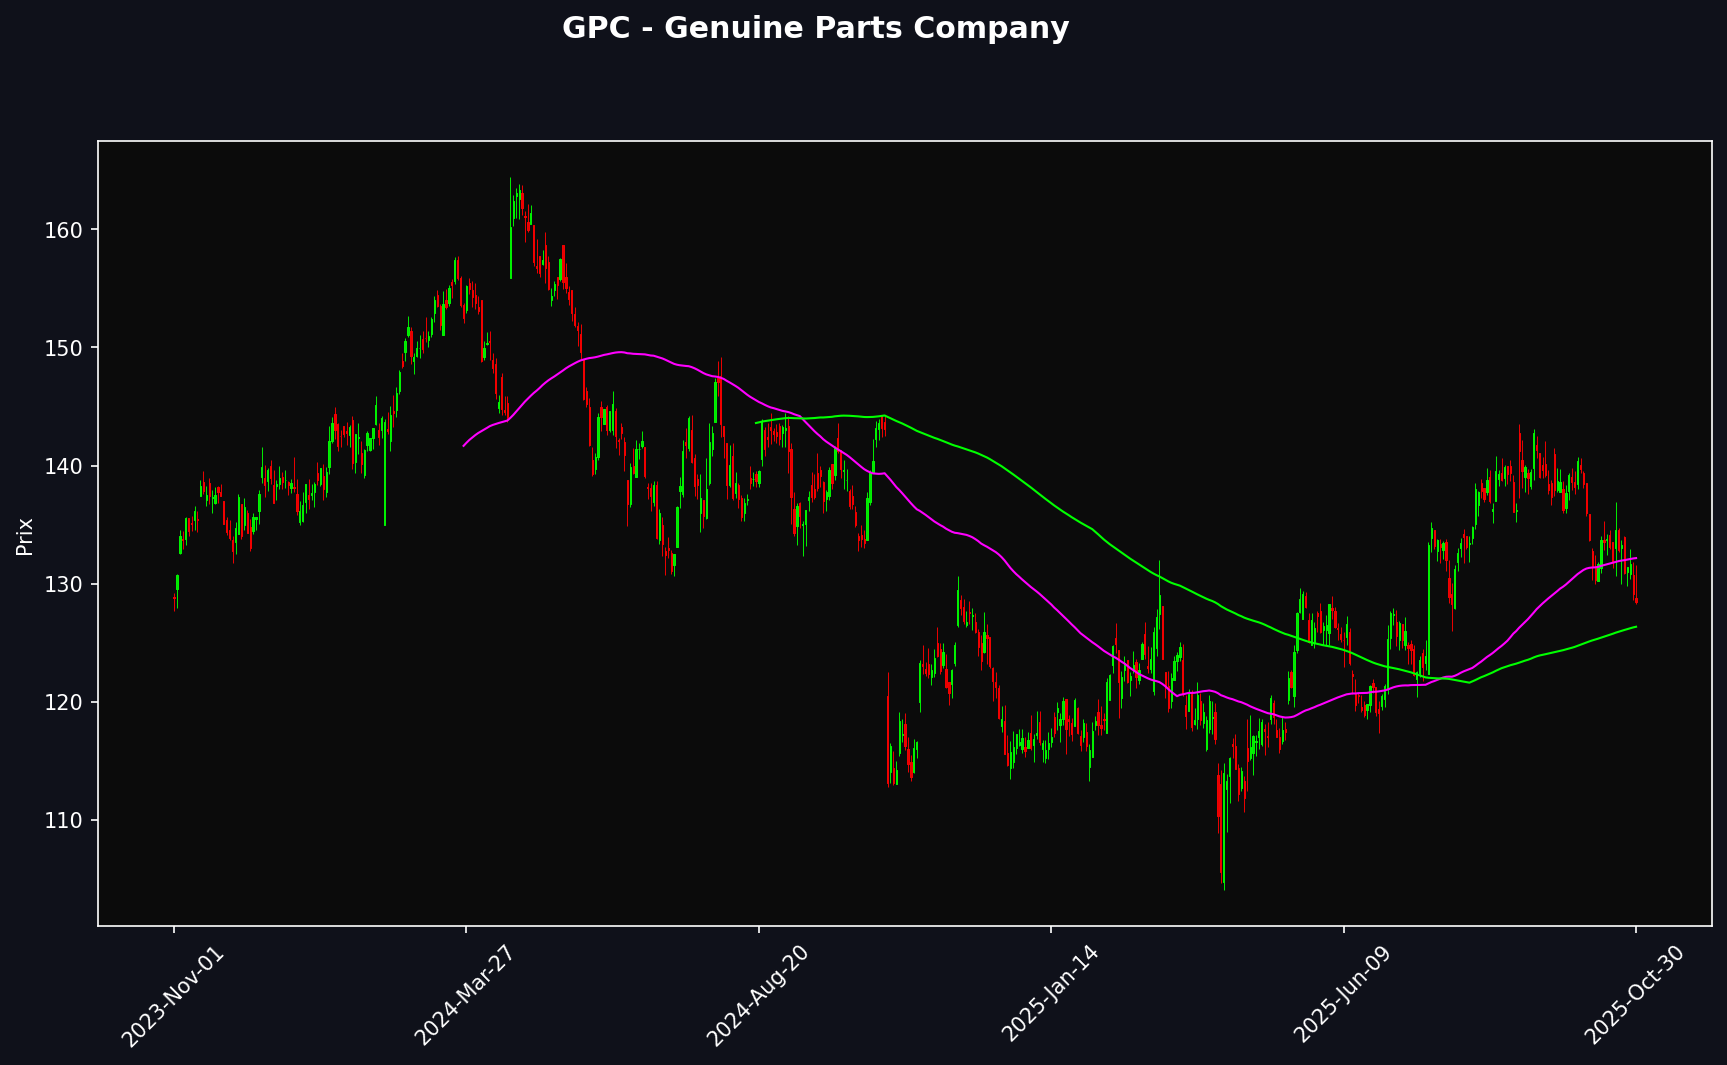 GPC - Genuine Parts Company
Prix
160
150
140
130
120
110
2023-Nov-01
2024-Mar-27
2024-Aug-20
2025-Jan-14
2025-Jun-09
2025-Oct-30